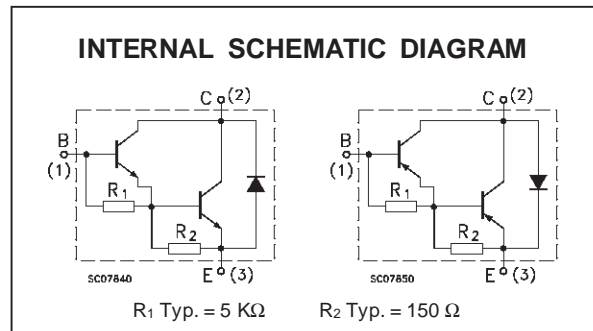 INTERNAL SCHEMATIC DIAGRAM
C (2)
B
(1)
R1
R2
E (3)
SC07840
C (2)
B
(1)
R1
R2
E (3)
SC07850
R1 Typ. = 5 KΩ R2 Typ. = 150 Ω